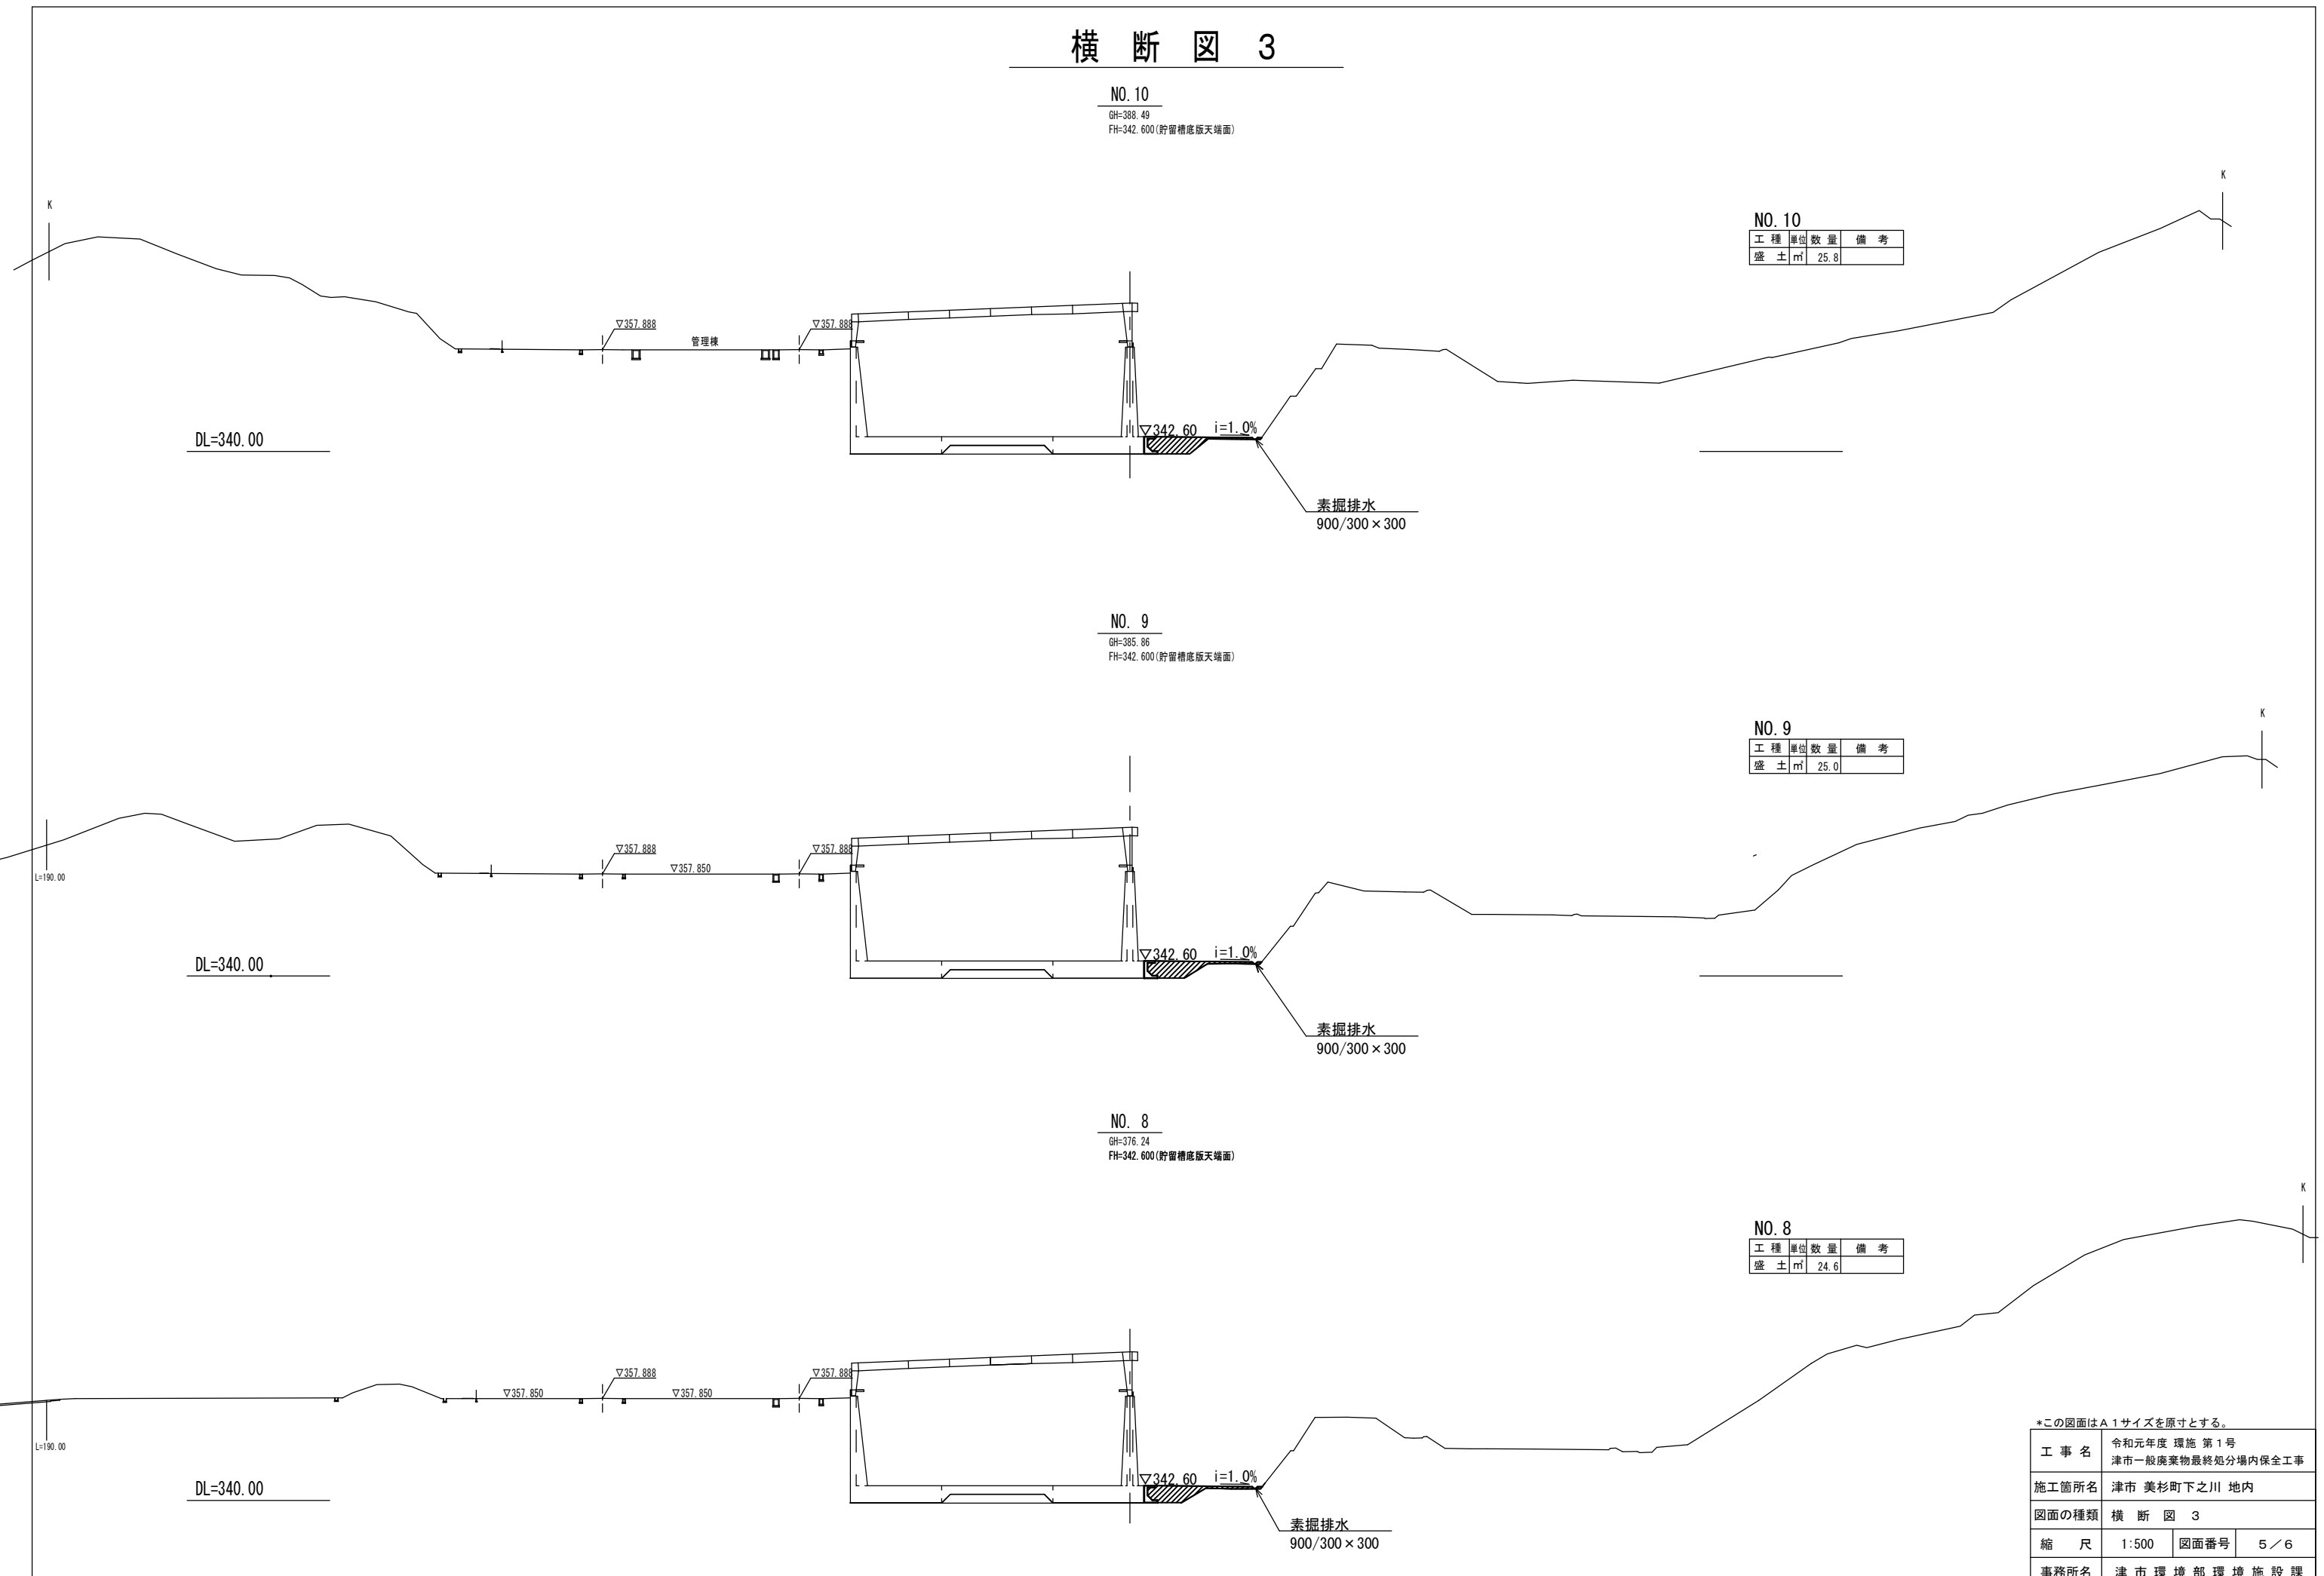 横 断 図 3
NO.10
GH=388.49
FH=342.600(貯留槽底版天端面)
K
K
NO.10
工 種 単位 数 量 備 考
盛 土 ㎡ 25.8
▽357.888
管理棟
▽357.888
DL=340.00
▽342.60 i=1.0%
素掘排水
900/300×300
NO. 9
GH=385.86
FH=342.600(貯留槽底版天端面)
K
NO.9
工 種 単位 数 量 備 考
盛 土 ㎡ 25.0
L=190.00
▽357.888
▽357.850
▽357.888
DL=340.00
▽342.60 i=1.0%
素掘排水
900/300×300
NO. 8
GH=376.24
FH=342.600(貯留槽底版天端面)
K
NO.8
工 種 単位 数 量 備 考
盛 土 ㎡ 24.6
L=190.00
▽357.850
▽357.888
▽357.850
▽357.888
DL=340.00
▽342.60 i=1.0%
素掘排水
900/300×300
*この図面はA1サイズを原寸とする。
工 事 名 令和元年度 環施 第1号
津市一般廃棄物最終処分場内保全工事
施工箇所名 津市 美杉町下之川 地内
図面の種類 横 断 図 3
縮 尺 1:500 図面番号 5/6
事務所名 津市環境部環境施設課